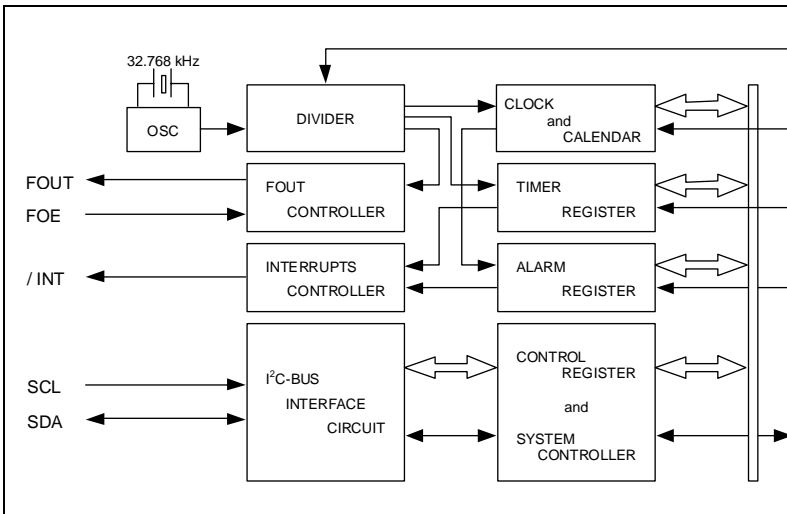 32.768 kHz
OSC
DIVIDER
CLOCK
and
CALENDAR
FOUT
FOE
FOUT
CONTROLLER
TIMER
REGISTER
/ INT
INTERRUPTS
CONTROLLER
ALARM
REGISTER
SCL
SDA
I²C-BUS
INTERFACE
CIRCUIT
CONTROL
REGISTER
and
SYSTEM
CONTROLLER